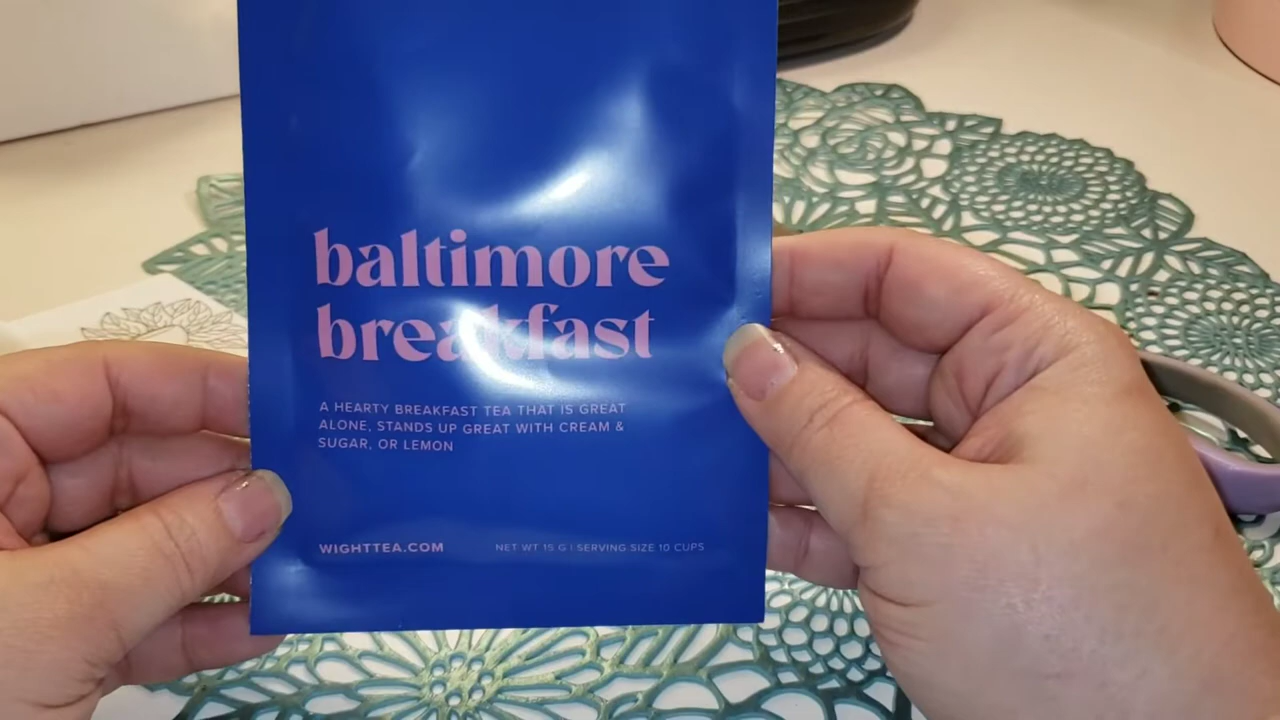 baltimore
breakfast
A HEARTY BREAKFAST TEA THAT IS GREAT
ALONE, STANDS UP GREAT WITH CREAM &
SUGAR, OR LEMON
WIGHTTEA.COM NET WT 15 G | SERVING SIZE 10 CUPS